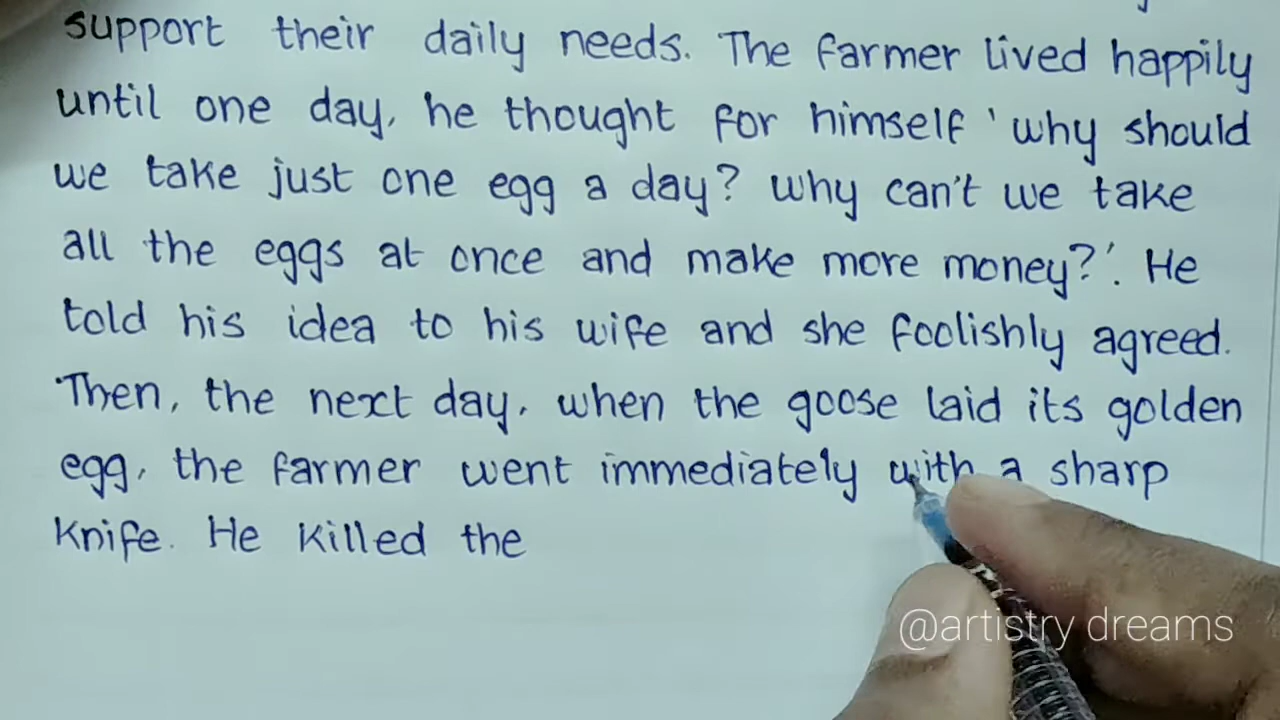 support their daily needs. The farmer lived happily
until one day, he thought for himself 'why should
we take just one egg a day? Why can't we take
all the eggs at once and make more money?'. He
told his idea to his wife and she foolishly agreed.
Then, the next day, when the goose laid its golden
egg, the farmer went immediately with a sharp
knife. He killed the
@artistry dreams